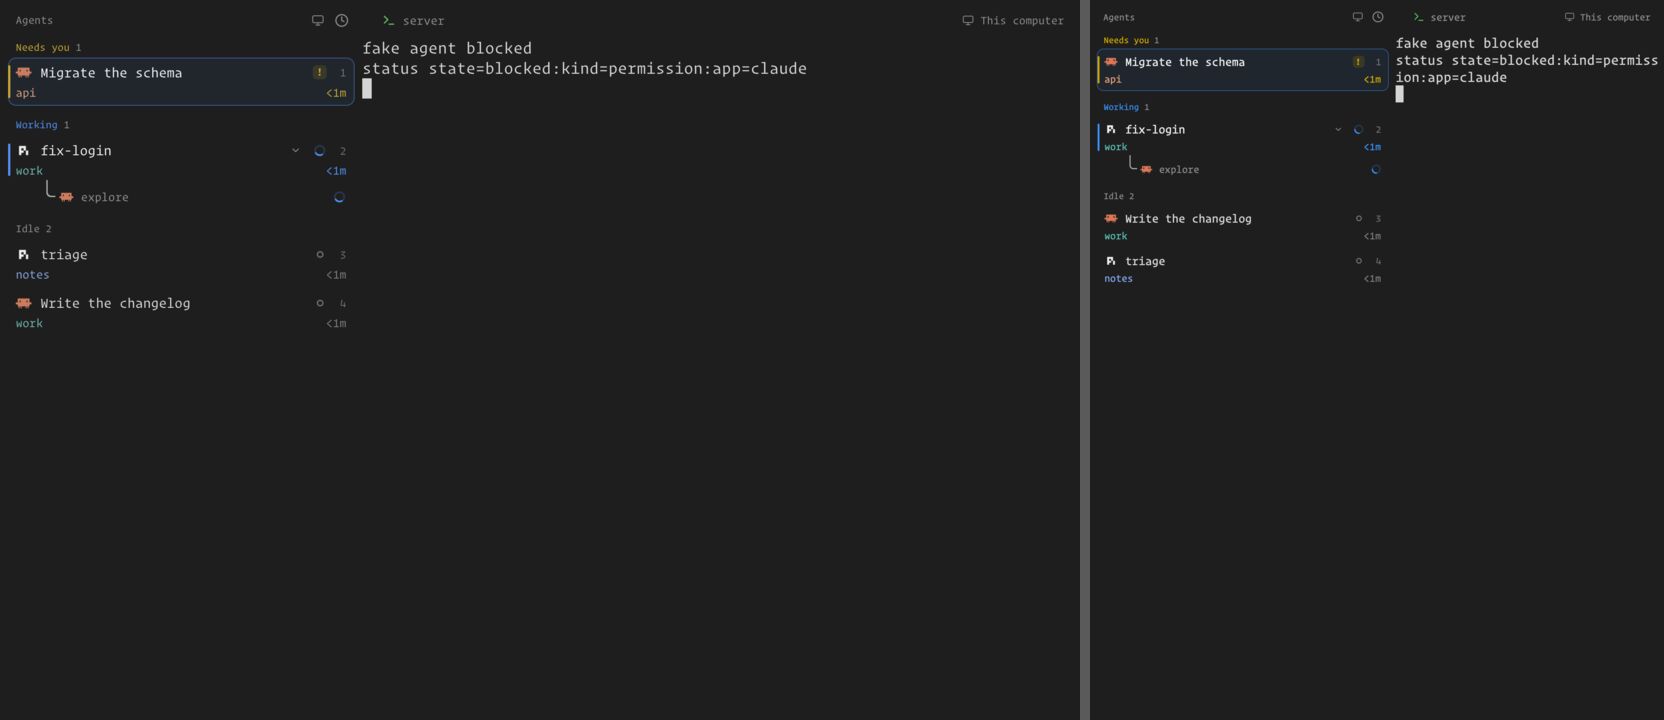 Agents
Needs you 1
Migrate the schema ! 1
api <1m
Working 1
fix-login 2
work <1m
explore
Idle 2
triage 3
notes <1m
Write the changelog 4
work <1m
server This computer
fake agent blocked
status state=blocked:kind=permission:app=claude
Agents
Needs you 1
Migrate the schema ! 1
api <1m
Working 1
fix-login 2
work <1m
explore
Idle 2
Write the changelog 3
work <1m
triage 4
notes <1m
server This computer
fake agent blocked
status state=blocked:kind=permiss
ion:app=claude